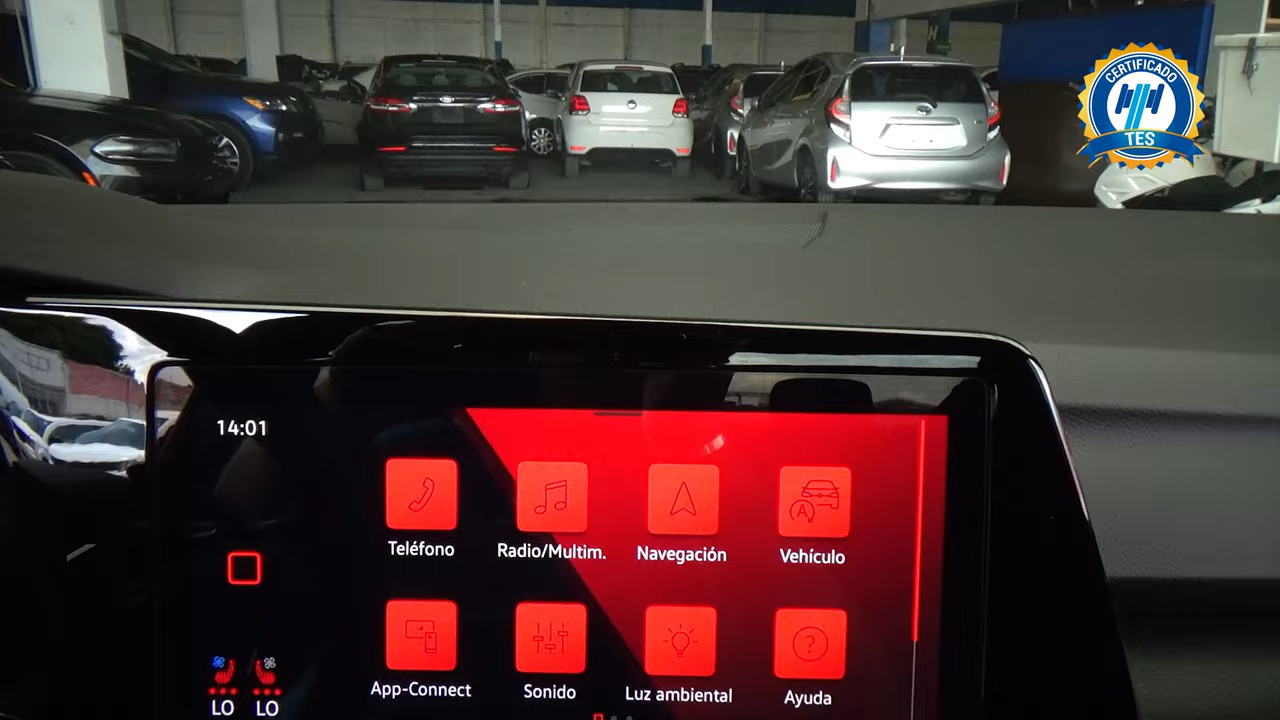 CERTIFICADO
TES
14:01
Teléfono
Radio/Multim.
Navegación
Vehículo
App-Connect
Sonido
Luz ambiental
Ayuda
LO
LO